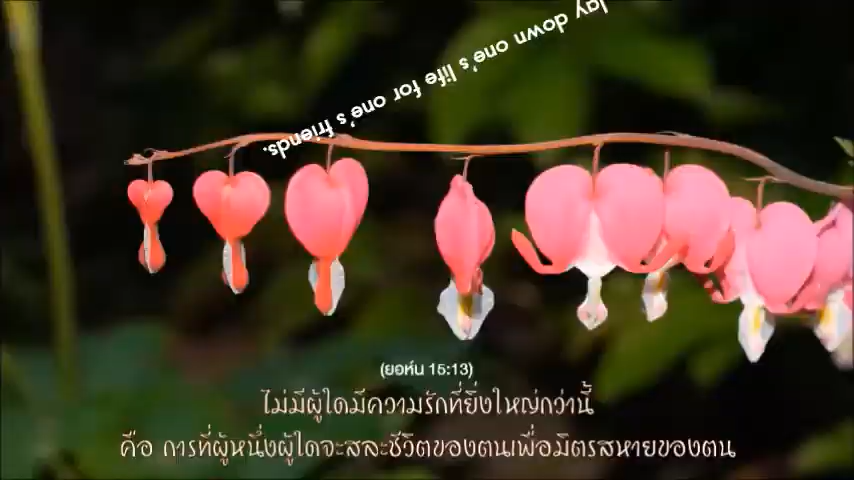 lay down one's life for one's friends.
(ยอห์น 15:13)
ไม่มีผู้ใดมีความรักที่ยิ่งใหญ่กว่านี้
คือ การที่ผู้หนึ่งผู้ใดจะสละชีวิตของตนเพื่อมิตรสหายของตน